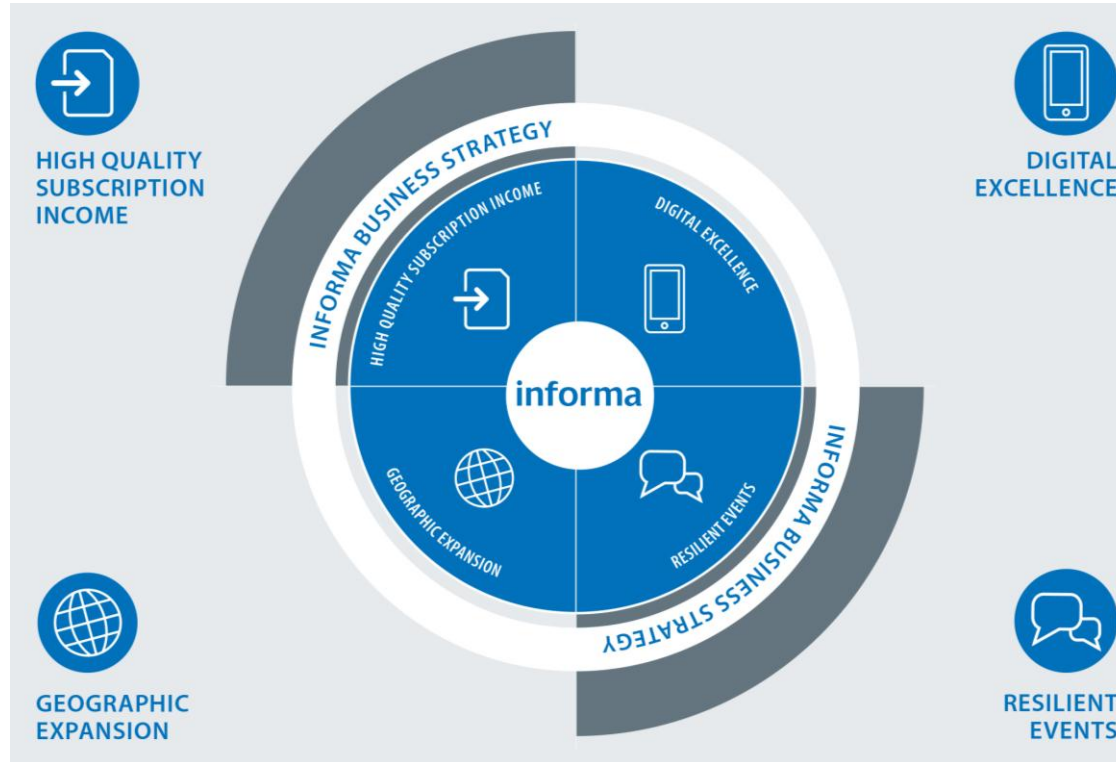 HIGH QUALITY
SUBSCRIPTION
INCOME
DIGITAL
EXCELLENCE
INFORMA BUSINESS STRATEGY
HIGH QUALITY SUBSCRIPTION INCOME
DIGITAL EXCELLENCE
informa
GEOGRAPHIC EXPANSION
RESILIENT EVENTS
INFORMA BUSINESS STRATEGY
GEOGRAPHIC
EXPANSION
RESILIENT
EVENTS